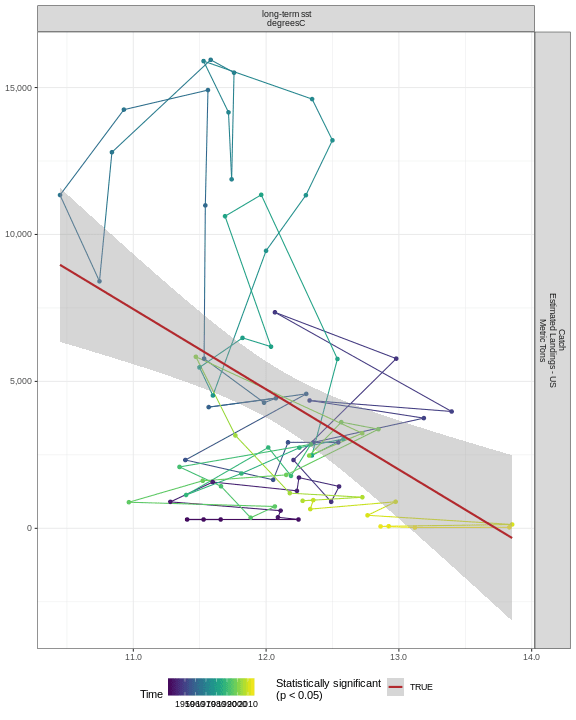 long-term sst
degreesC
15,000
10,000
5,000
0
Catch
Estimated Landings - US
Metric Tons
11.0
12.0
13.0
14.0
Time
Statistically significant
(p < 0.05)
TRUE